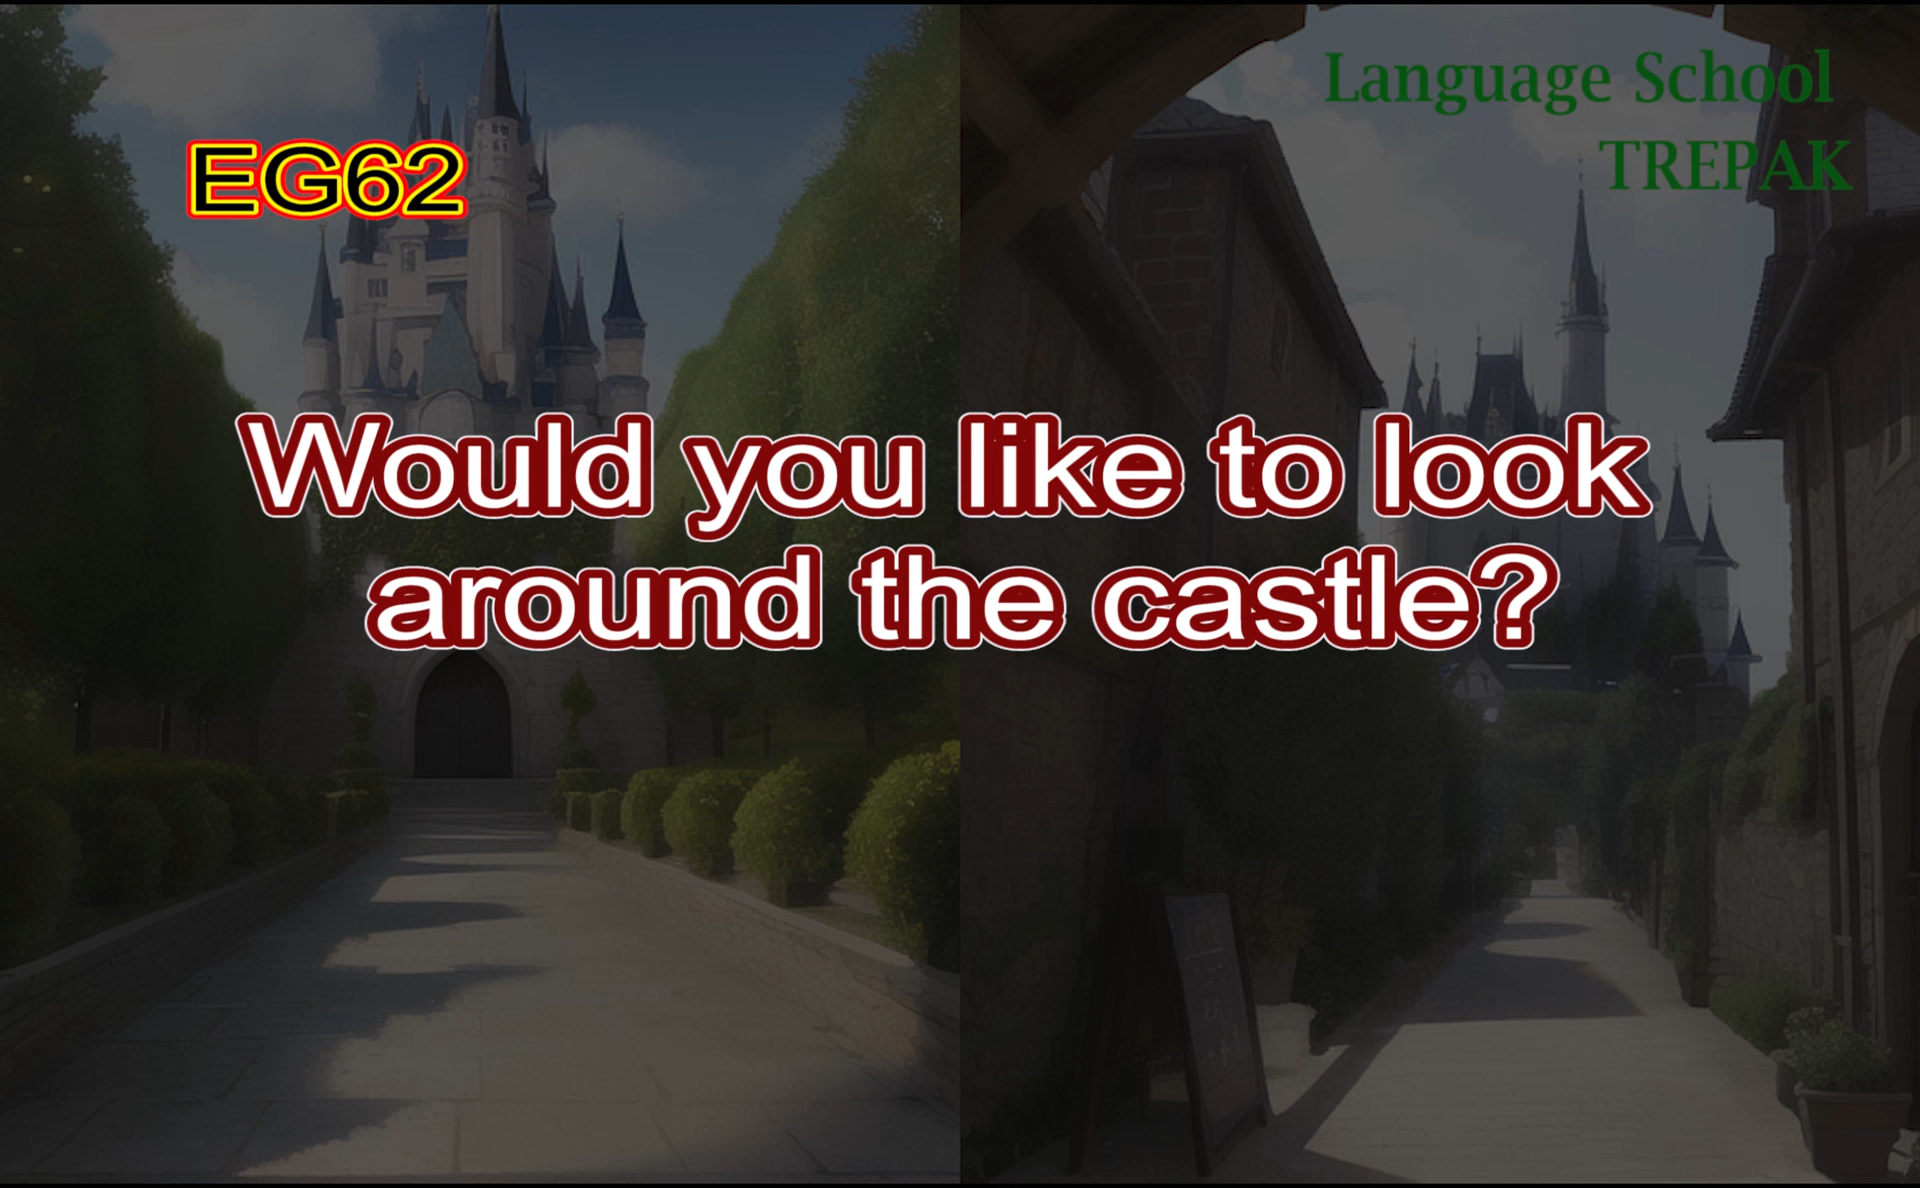 Language School
TREPAK
EG62
Would you like to look
around the castle?